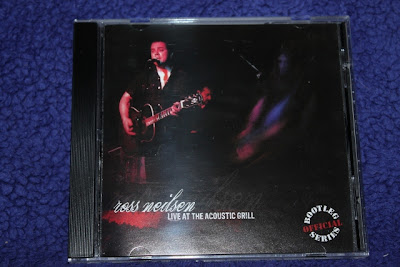 ross neilsen
LIVE AT THE ACOUSTIC GRILL
BOOTLEG
OFFICIAL
SERIES